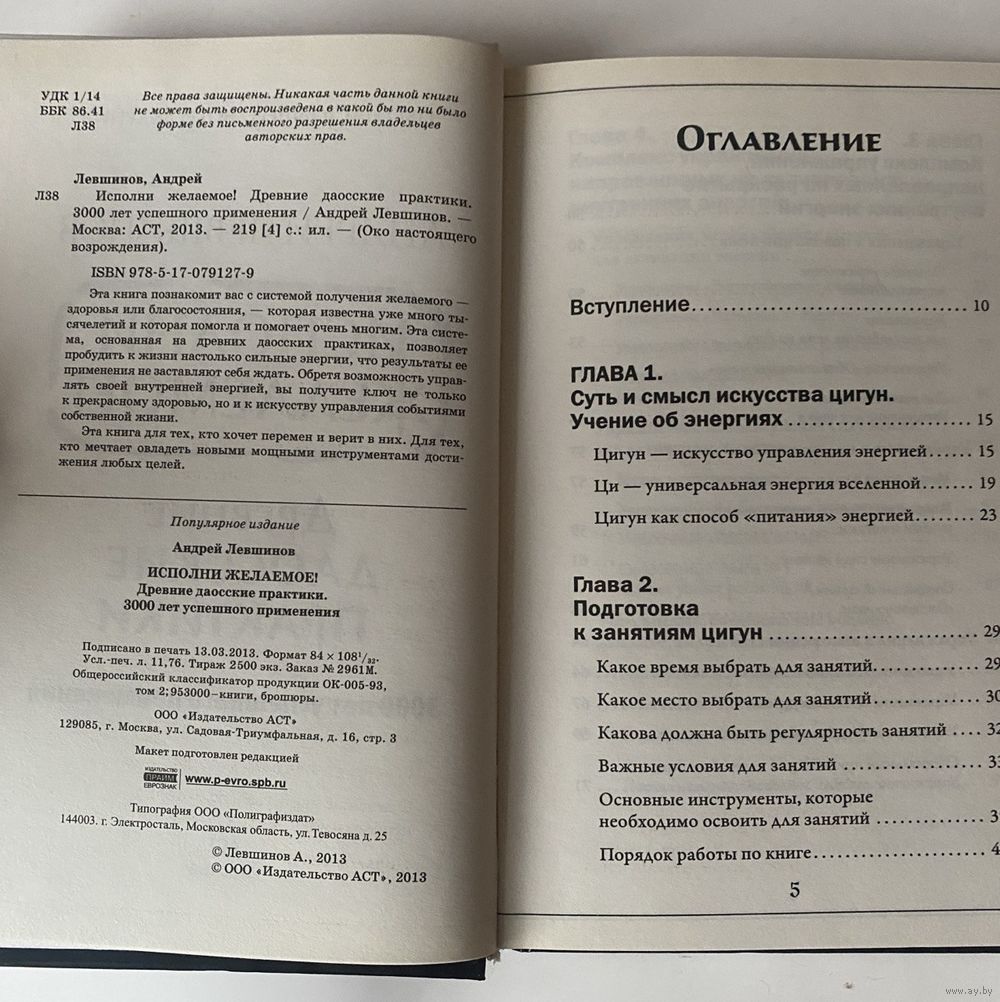 УДК 1/14
ББК 86.41
Л38
Все права защищены. Никакая часть данной книги
не может быть воспроизведена в какой бы то ни было
форме без письменного разрешения владельцев
авторских прав.
Левшинов, Андрей
Л38 Исполни желаемое! Древние даосские практики.
3000 лет успешного применения / Андрей Левшинов. —
Москва: АСТ, 2013. — 219 [4] с.: ил. — (Око настоящего
возрождения).
ISBN 978-5-17-079127-9
Эта книга познакомит вас с системой получения желаемого —
здоровья или благосостояния, — которая известна уже много ты-
сячелетий и которая помогла и помогает очень многим. Эта систе-
ма, основанная на древних даосских практиках, позволяет
пробудить к жизни настолько сильные энергии, что результаты ее
применения не заставляют себя ждать. Обретя возможность управ-
лять своей внутренней энергией, вы получите ключ не только
к прекрасному здоровью, но и к искусству управления событиями
собственной жизни.
Эта книга для тех, кто хочет перемен и верит в них. Для тех,
кто мечтает овладеть новыми мощными инструментами дости-
жения любых целей.
Популярное издание
Андрей Левшинов
ИСПОЛНИ ЖЕЛАЕМОЕ!
Древние даосские практики.
3000 лет успешного применения
Подписано в печать 13.03.2013. Формат 84 × 108¹/₃₂.
Усл.-печ. л. 11,76. Тираж 2500 экз. Заказ № 2961М.
Общероссийский классификатор продукции ОК-005-93,
том 2; 953000 – книги, брошюры.
ООО «Издательство АСТ»
129085, г. Москва, ул. Садовая-Триумфальная, д. 16, стр. 3
Макет подготовлен редакцией
ИЗДАТЕЛЬСТВО
ПРАЙМ
ЕВРОЗНАК
www.p-evro.spb.ru
Типография ООО «Полиграфиздат»
144003, г. Электросталь, Московская область, ул. Тевосяна д. 25
© Левшинов А., 2013
© ООО «Издательство АСТ», 2013
ОГЛАВЛЕНИЕ
Вступление.................................. 10
ГЛАВА 1.
Суть и смысл искусства цигун.
Учение об энергиях ....................... 15
Цигун — искусство управления энергией...... 15
Ци — универсальная энергия вселенной....... 19
Цигун как способ «питания» энергией........ 23
Глава 2.
Подготовка
к занятиям цигун .......................... 29
Какое время выбрать для занятий............. 29
Какое место выбрать для занятий............. 30
Какова должна быть регулярность занятий .... 32
Важные условия для занятий ................. 33
Основные инструменты, которые
необходимо освоить для занятий ............. 3
Порядок работы по книге..................... 4
5
www.ay.by